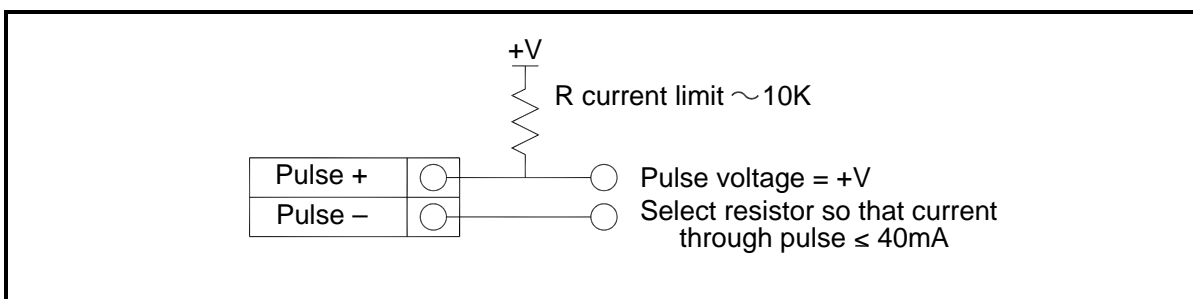 +V
R current limit ~10K
Pulse +
Pulse voltage = +V
Pulse –
Select resistor so that current
through pulse ≤ 40mA